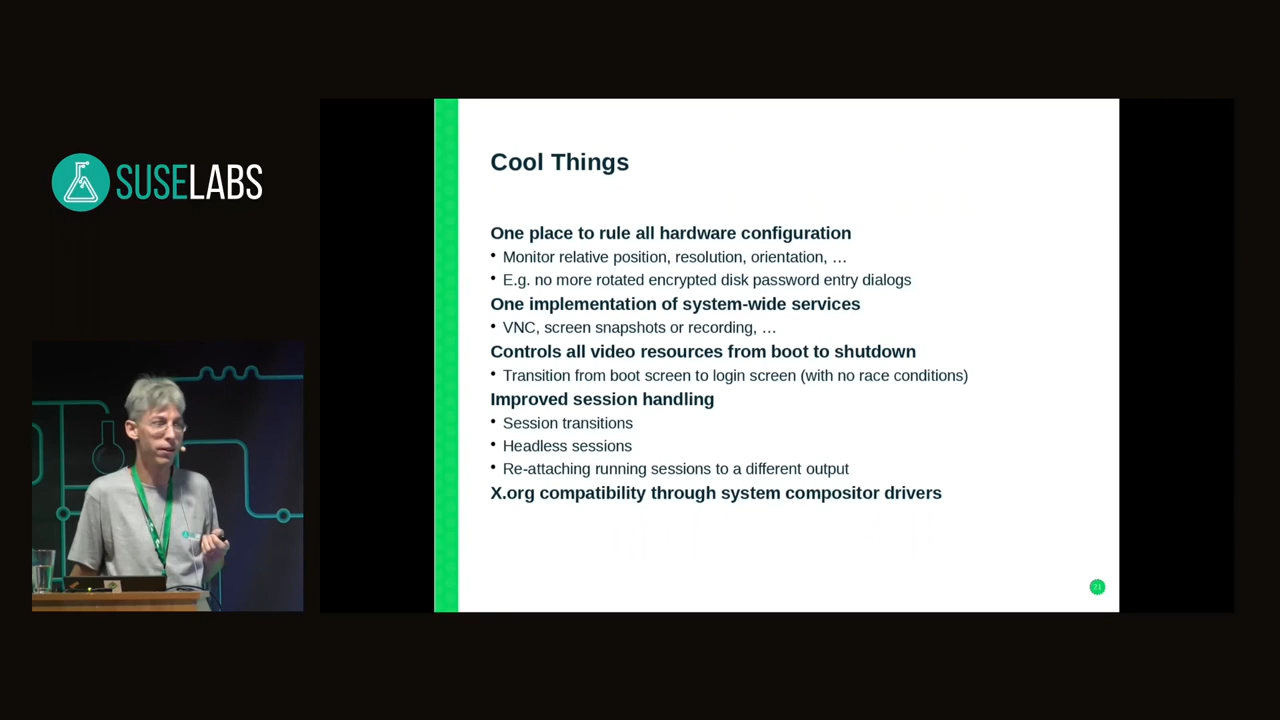 SUSELABS
Cool Things
One place to rule all hardware configuration
• Monitor relative position, resolution, orientation, …
• E.g. no more rotated encrypted disk password entry dialogs
One implementation of system-wide services
• VNC, screen snapshots or recording, …
Controls all video resources from boot to shutdown
• Transition from boot screen to login screen (with no race conditions)
Improved session handling
• Session transitions
• Headless sessions
• Re-attaching running sessions to a different output
X.org compatibility through system compositor drivers